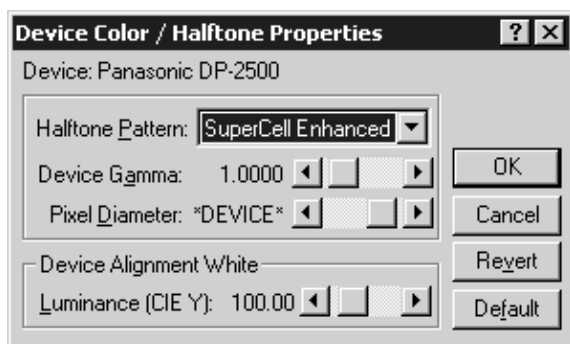 Device Color / Halftone Properties ? X
Device: Panasonic DP-2500
Halftone Pattern: SuperCell Enhanced
Device Gamma: 1.0000
Pixel Diameter: *DEVICE*
OK
Cancel
Device Alignment White
Revert
Luminance (CIE Y): 100.00
Default